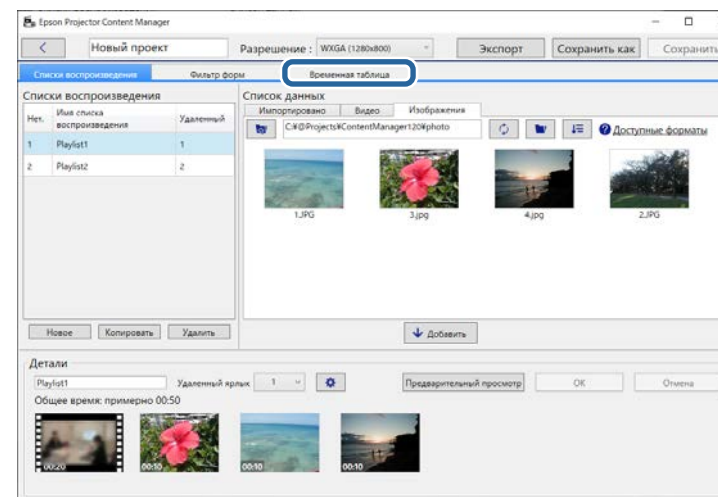 Epson Projector Content Manager
Новый проект Разрешение : WXGA (1280x800) Экспорт Сохранить как Сохранить
Списки воспроизведения Фильтр форм Временная таблица
Списки воспроизведения
Нет. Имя списка воспроизведения Удаленный
1 Playlist1 1
2 Playlist2 2
Новое Копировать Удалить
Список данных
Импортировано Видео Изображения
C:¥@Projects¥ContentManager120¥photo Доступные форматы
1.JPG 3.jpg 4.jpg 2.JPG
Добавить
Детали
Playlist1 Удаленный ярлык 1 Предварительный просмотр OK Отмена
Общее время: примерно 00:50
00:20 00:10 00:10 00:10